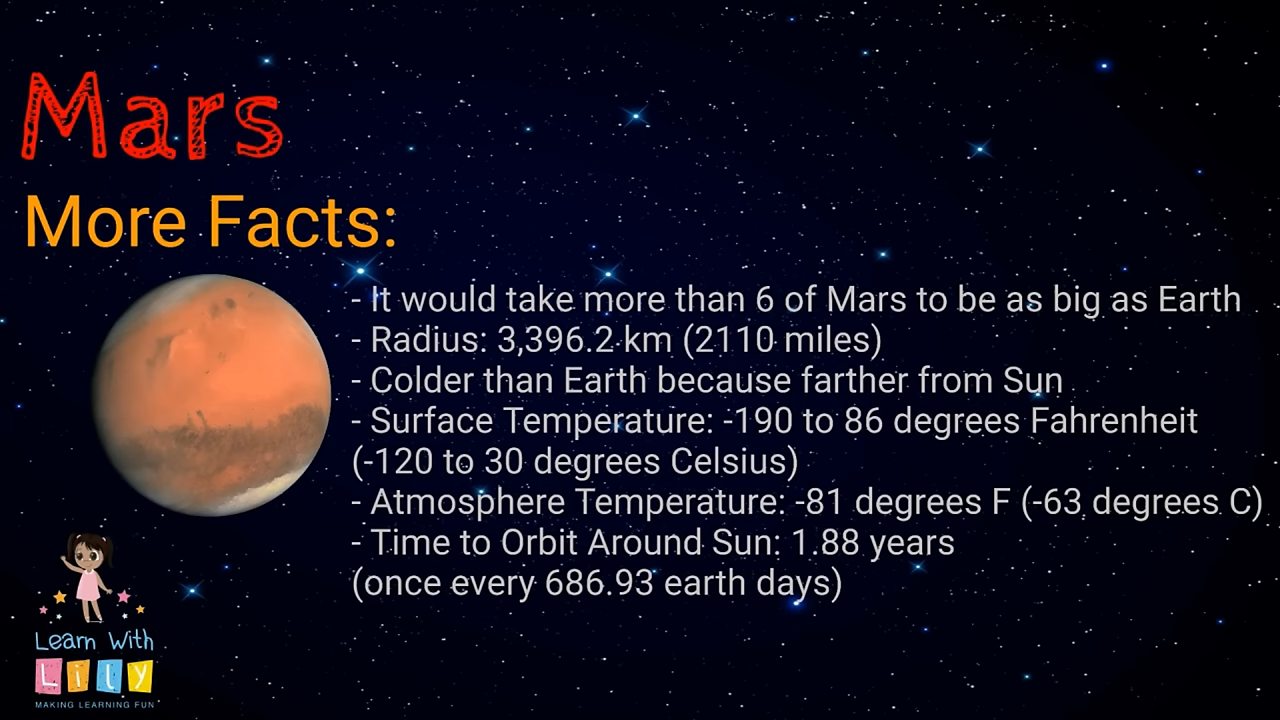 Mars
More Facts:
- It would take more than 6 of Mars to be as big as Earth
- Radius: 3,396.2 km (2110 miles)
- Colder than Earth because farther from Sun
- Surface Temperature: -190 to 86 degrees Fahrenheit
(-120 to 30 degrees Celsius)
- Atmosphere Temperature: -81 degrees F (-63 degrees C)
- Time to Orbit Around Sun: 1.88 years
(once every 686.93 earth days)
Learn With
Lily
MAKING LEARNING FUN